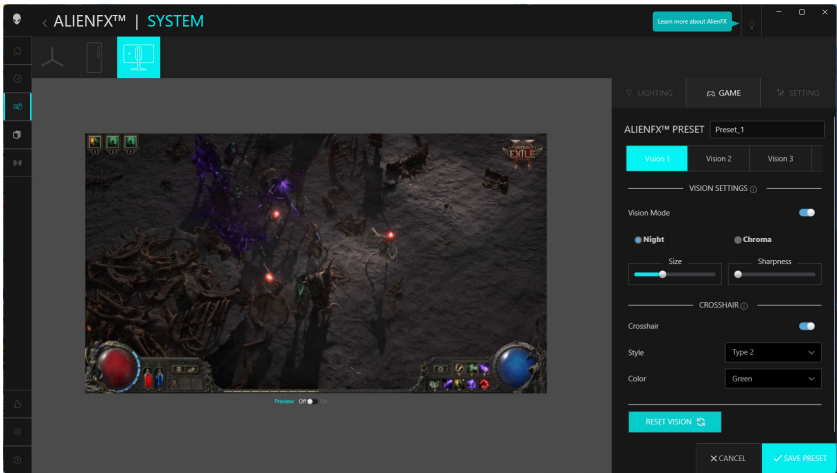 ALIENFX™ | SYSTEM
Learn more about AlienFX
LIGHTING
GAME
SETTING
ALIENFX™ PRESET
Preset_1
Vision 1
Vision 2
Vision 3
VISION SETTINGS
Vision Mode
Night
Chroma
Size
Sharpness
CROSSHAIR
Crosshair
Style
Type 2
Color
Green
RESET VISION
CANCEL
SAVE PRESET
EXILE
Preview: Off
On